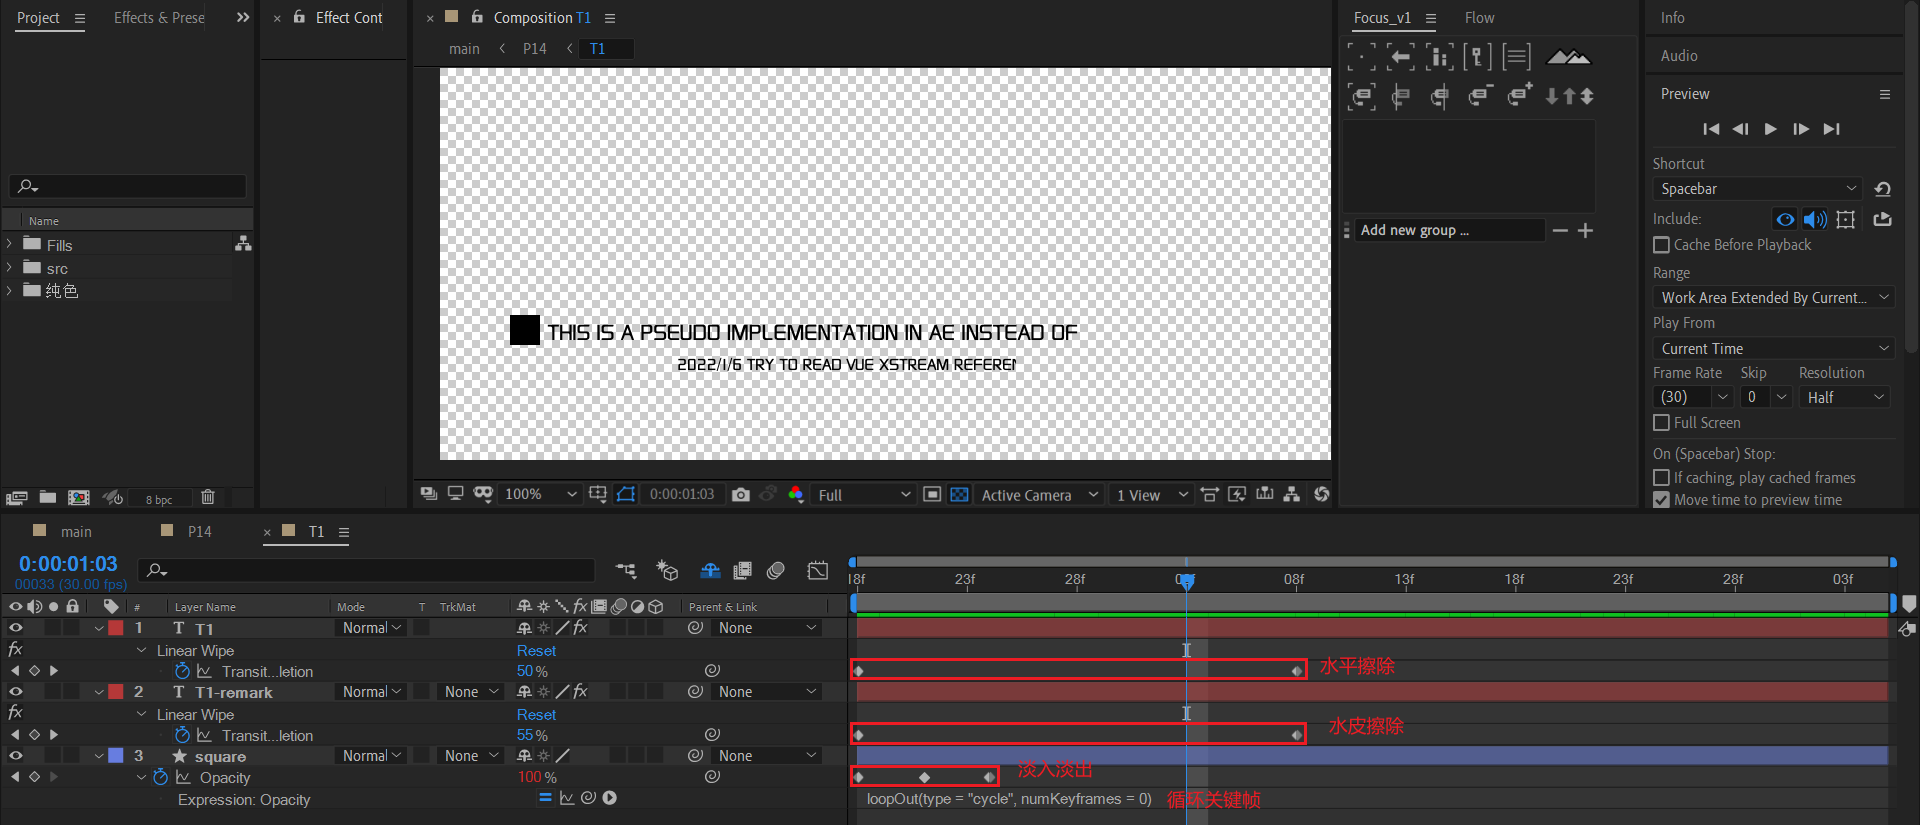 Project
Effects & Prese
Effect Cont
Composition T1
main
P14
T1
Focus_v1
Flow
Info
Audio
Preview
Shortcut
Spacebar
Include:
Cache Before Playback
Range
Work Area Extended By Current...
Play From
Current Time
Frame Rate
Skip
Resolution
(30)
0
Half
Full Screen
On (Spacebar) Stop:
If caching, play cached frames
Move time to preview time
Add new group ...
Name
Fills
src
纯色
8 bpc
THIS IS A PSEUDO IMPLEMENTATION IN AE INSTEAD OF
2022/1/6 TRY TO READ VUE XSTREAM REFEREN
100%
0:00:01:03
Full
Active Camera
1 View
main
P14
T1
0:00:01:03
00033 (30.00 fps)
18f 23f 28f 03f 08f 13f 18f 23f 28f 03f
# Layer Name Mode T TrkMat fx Parent & Link
1 T T1 Normal fx None
fx Linear Wipe Reset
Transit...letion 50 % 水平擦除
2 T T1-remark Normal None fx None
fx Linear Wipe Reset
Transit...letion 55 % 水皮擦除
3 square Normal None None
Opacity 100 % 淡入淡出
Expression: Opacity loopOut(type = "cycle", numKeyframes = 0) 循环关键帧